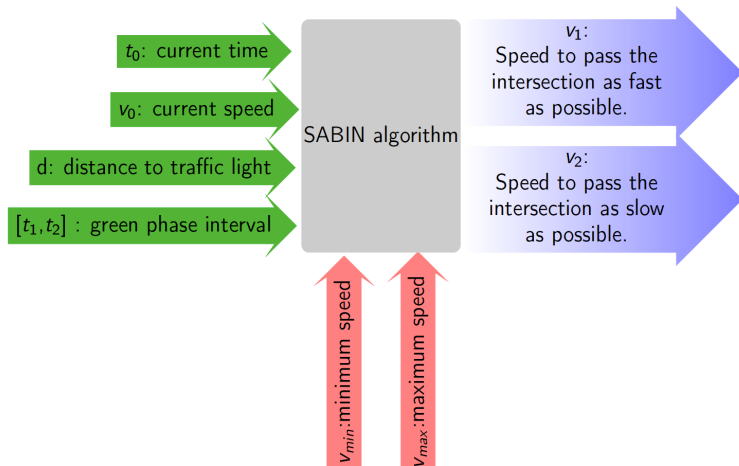 t₀: current time
v₀: current speed
d: distance to traffic light
[t₁,t₂] : green phase interval
SABIN algorithm
v₁:
Speed to pass the
intersection as fast
as possible.
v₂:
Speed to pass the
intersection as slow
as possible.
v_min:minimum speed
v_max:maximum speed